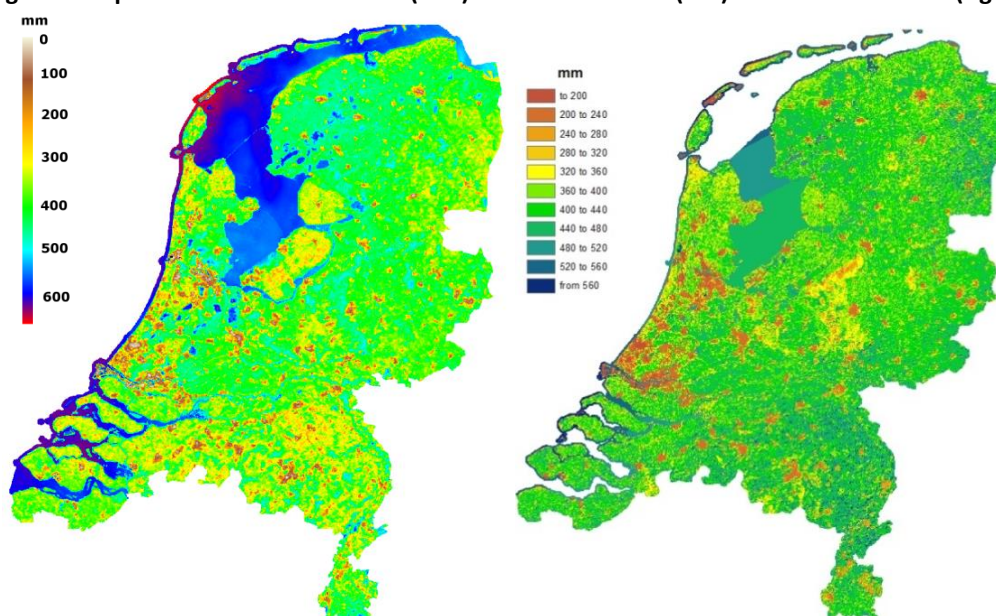 mm
0
100
200
300
400
500
600
mm
to 200
200 to 240
240 to 280
280 to 320
320 to 360
360 to 400
400 to 440
440 to 480
480 to 520
520 to 560
from 560